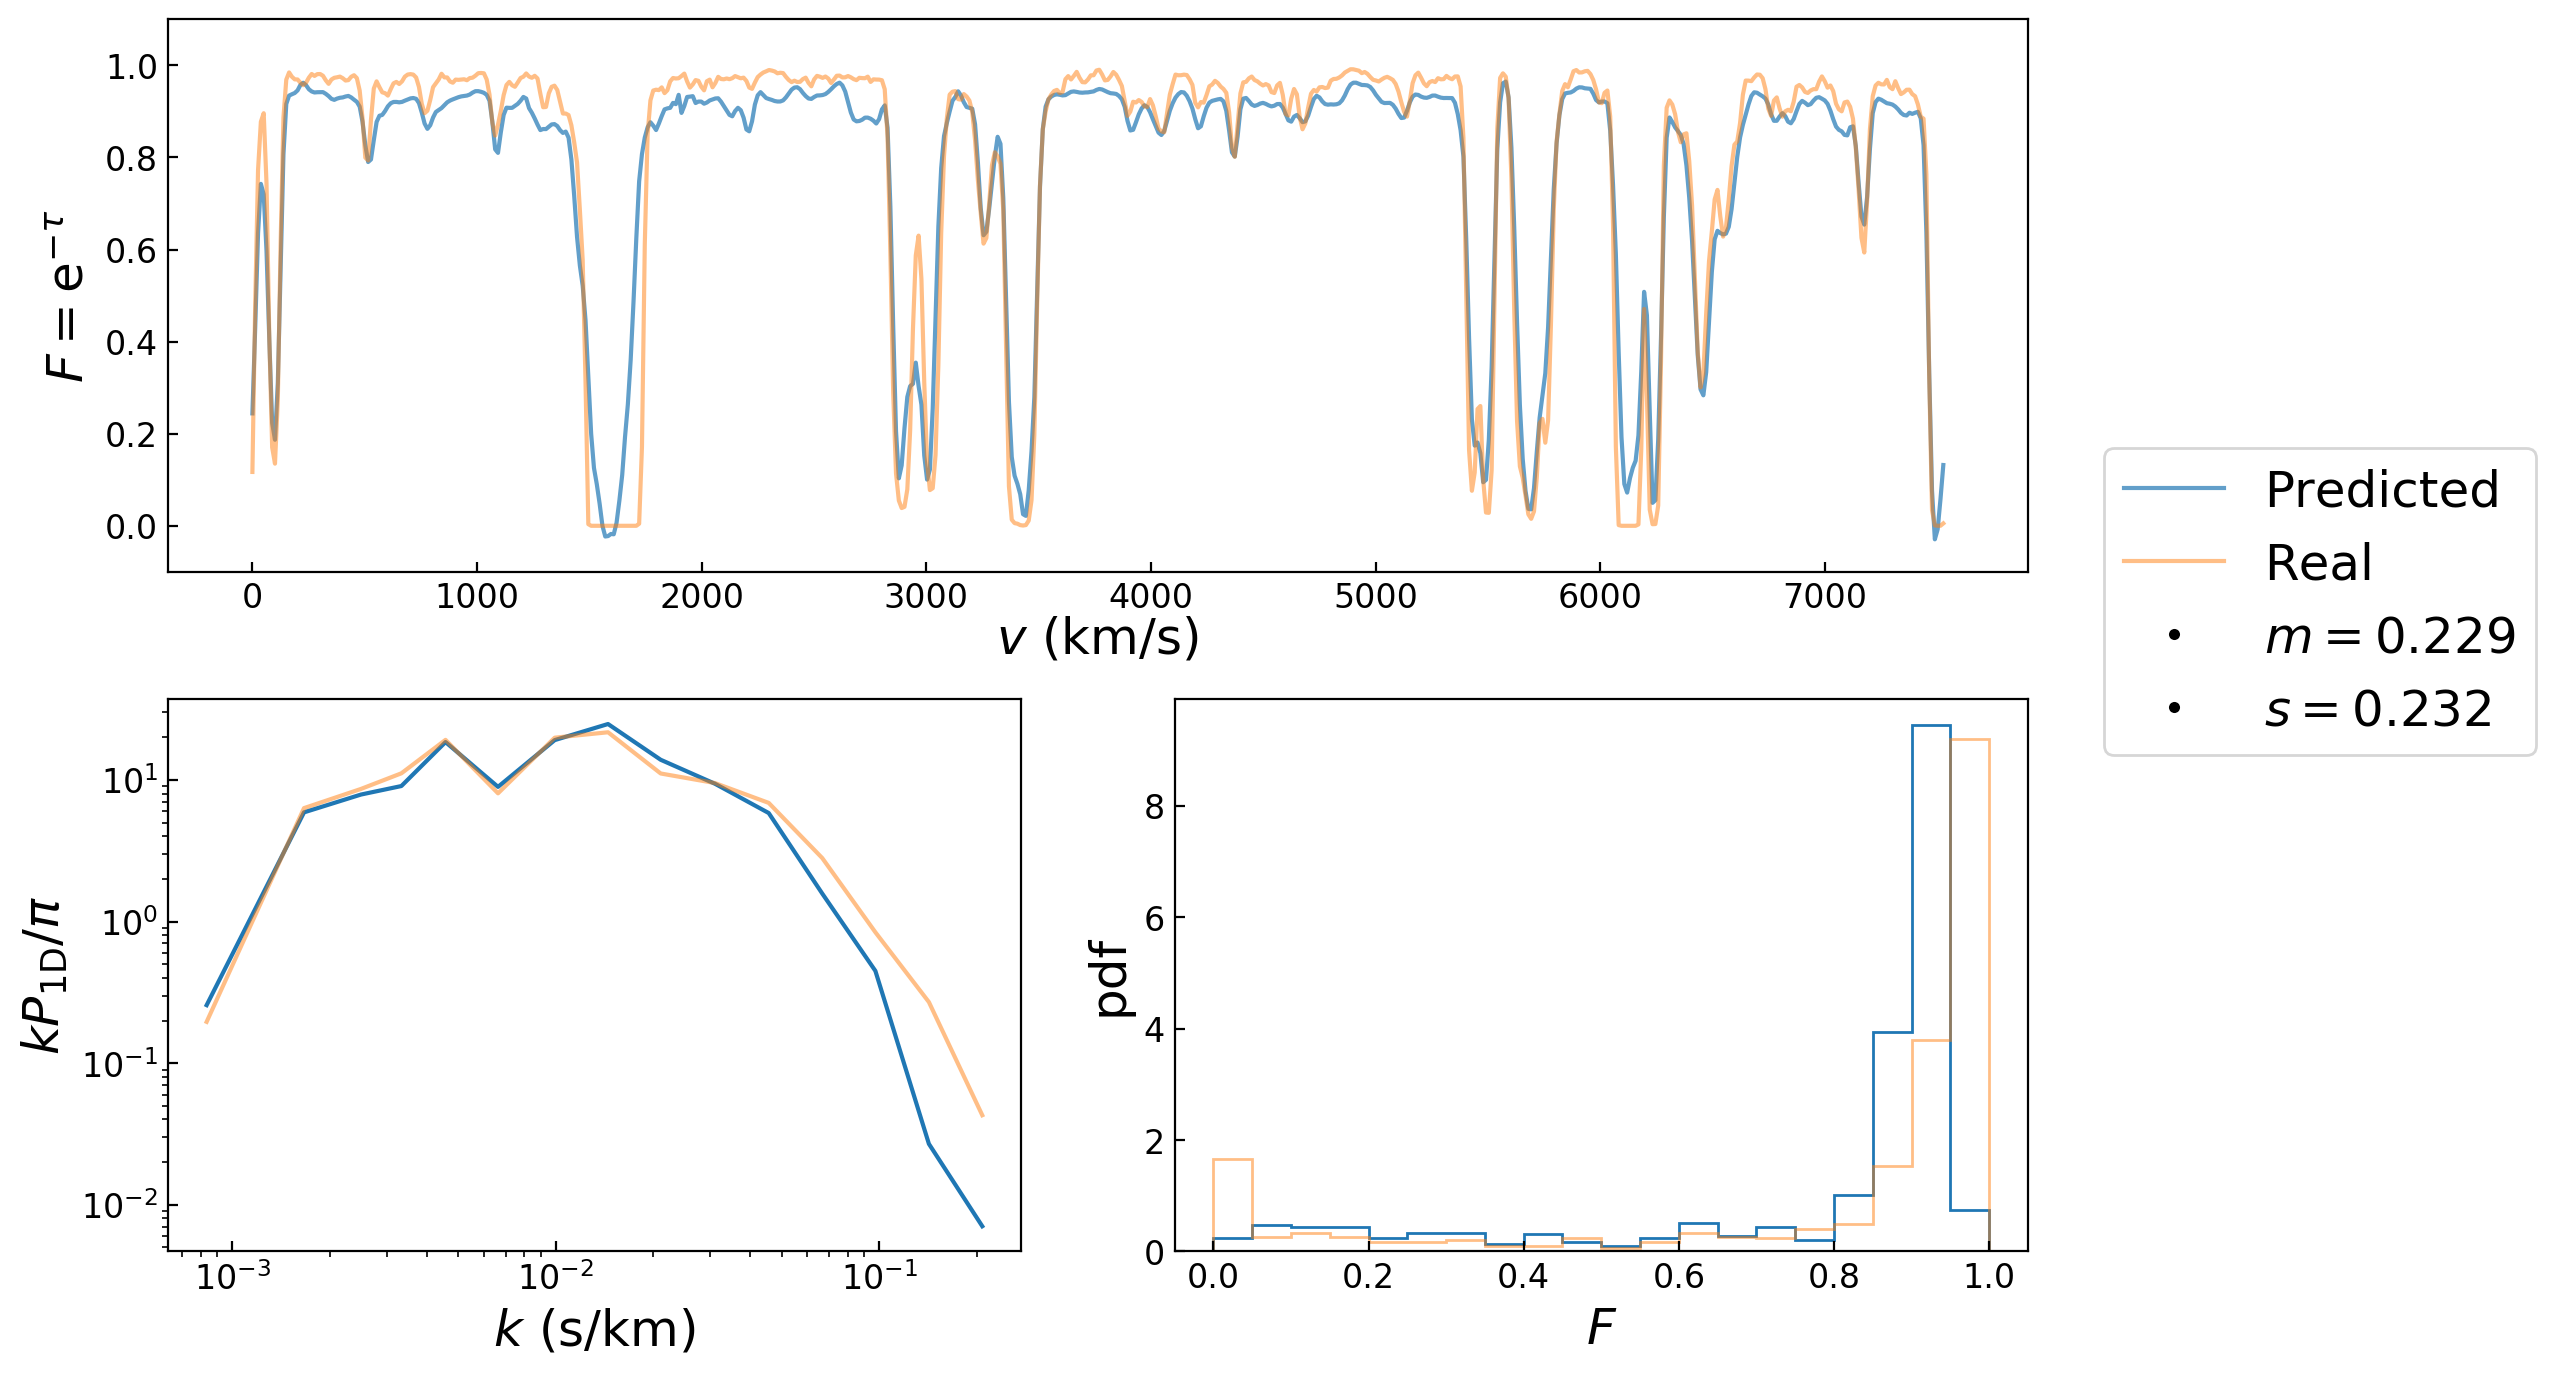 1.0
0.8
0.6
0.4
0.2
0.0
F = e^{-τ}
0 1000 2000 3000 4000 5000 6000 7000
v (km/s)
Predicted
Real
m = 0.229
s = 0.232
10^1
10^0
10^{-1}
10^{-2}
kP_{1D}/π
10^{-3} 10^{-2} 10^{-1}
k (s/km)
8
6
4
2
0
pdf
0.0 0.2 0.4 0.6 0.8 1.0
F